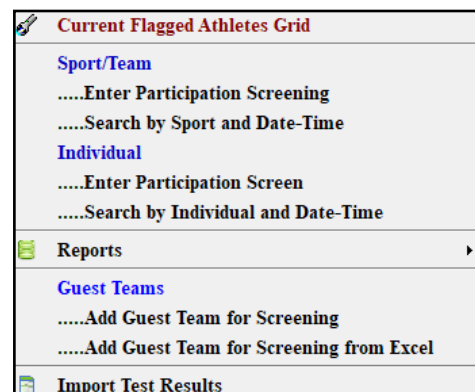 Current Flagged Athletes Grid
Sport/Team
.....Enter Participation Screening
.....Search by Sport and Date-Time
Individual
.....Enter Participation Screen
.....Search by Individual and Date-Time
Reports
Guest Teams
.....Add Guest Team for Screening
.....Add Guest Team for Screening from Excel
Import Test Results